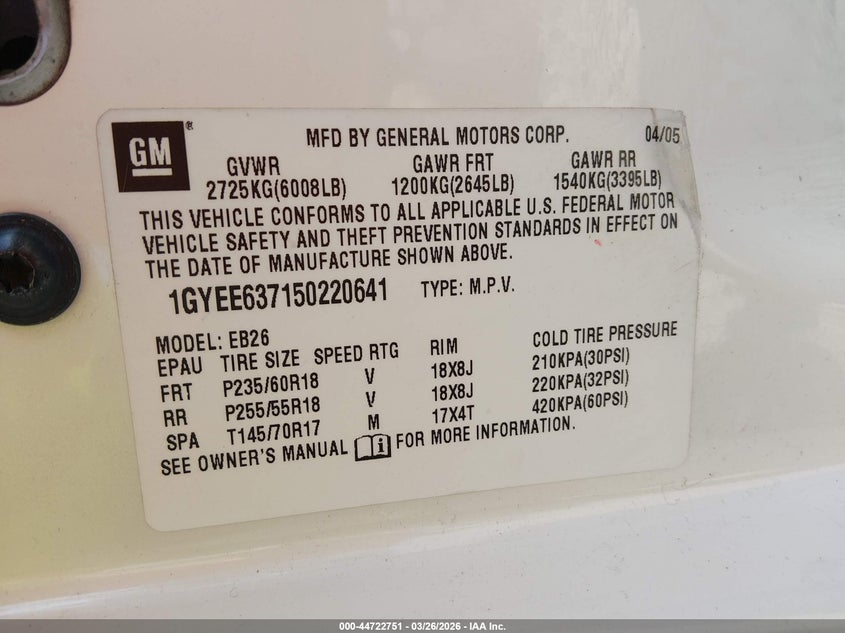 GM ® MFD BY GENERAL MOTORS CORP. 04/05
GVWR GAWR FRT GAWR RR
2725KG(6008LB) 1200KG(2645LB) 1540KG(3395LB)
THIS VEHICLE CONFORMS TO ALL APPLICABLE U.S. FEDERAL MOTOR
VEHICLE SAFETY AND THEFT PREVENTION STANDARDS IN EFFECT ON
THE DATE OF MANUFACTURE SHOWN ABOVE.
1GYEE637150220641 TYPE: M.P.V.
MODEL: EB26
EPAU TIRE SIZE SPEED RTG RIM COLD TIRE PRESSURE
FRT P235/60R18 V 18X8J 210KPA(30PSI)
RR P255/55R18 V 18X8J 220KPA(32PSI)
SPA T145/70R17 M 17X4T 420KPA(60PSI)
SEE OWNER'S MANUAL i FOR MORE INFORMATION.
000-44722751 | 03/26/2026 - IAA Inc.